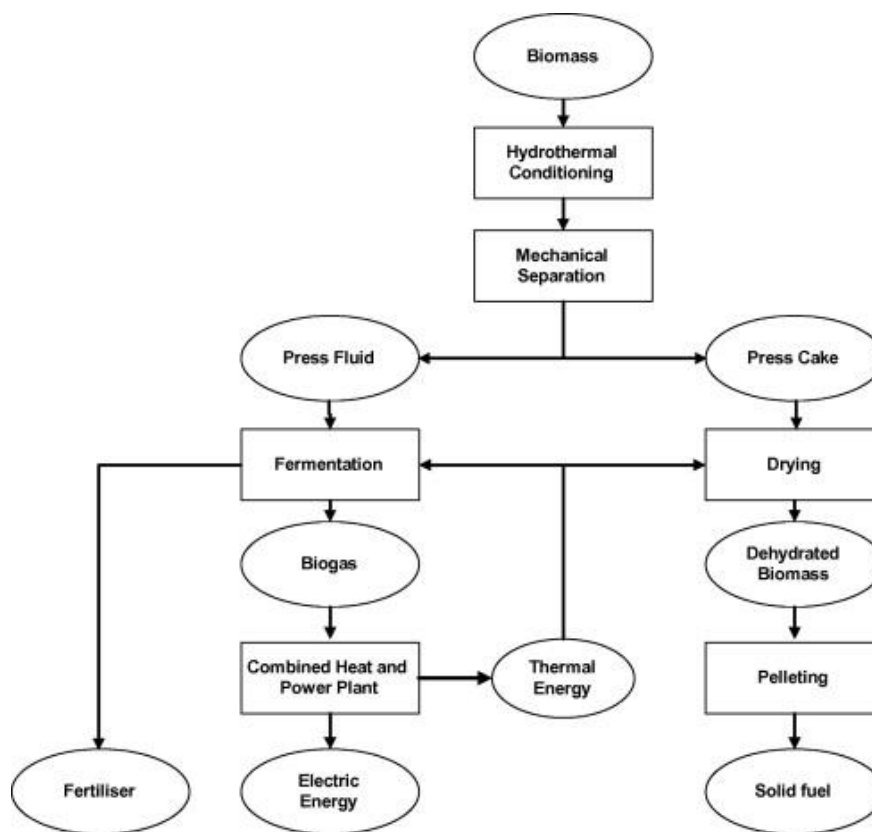 Biomass
Hydrothermal
Conditioning
Mechanical
Separation
Press Fluid
Press Cake
Fermentation
Drying
Biogas
Dehydrated
Biomass
Combined Heat and
Power Plant
Thermal
Energy
Pelleting
Fertiliser
Electric
Energy
Solid fuel